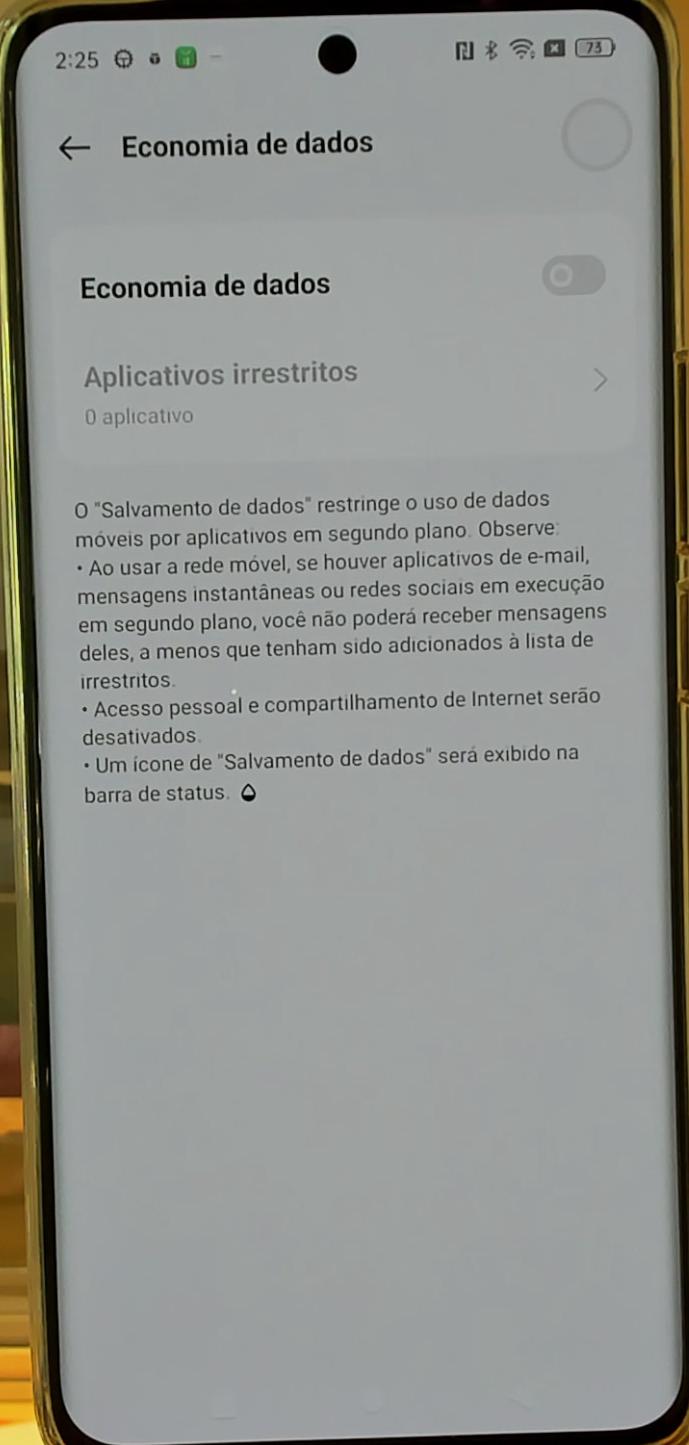 2:25
73
Economia de dados
Economia de dados
Aplicativos irrestritos
0 aplicativo
O "Salvamento de dados" restringe o uso de dados
móveis por aplicativos em segundo plano. Observe:
• Ao usar a rede móvel, se houver aplicativos de e-mail,
mensagens instantâneas ou redes sociais em execução
em segundo plano, você não poderá receber mensagens
deles, a menos que tenham sido adicionados à lista de
irrestritos.
• Acesso pessoal e compartilhamento de Internet serão
desativados.
• Um ícone de "Salvamento de dados" será exibido na
barra de status.